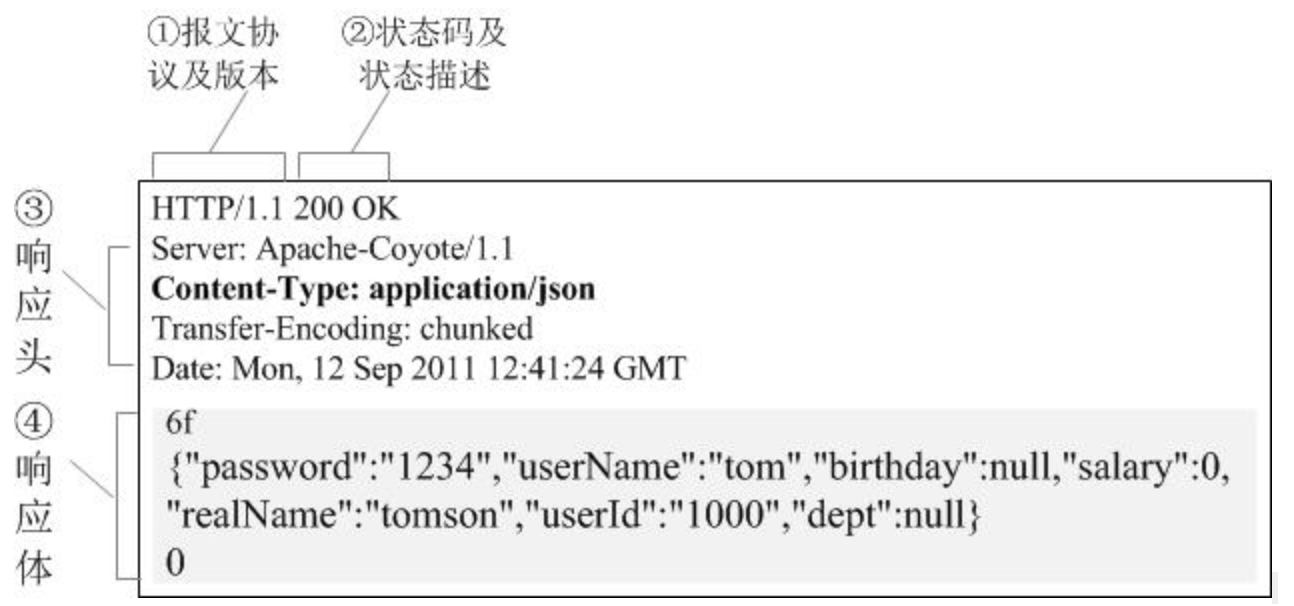 ①报文协
议及版本
②状态码及
状态描述
HTTP/1.1 200 OK
③
响
应
头
Server: Apache-Coyote/1.1
Content-Type: application/json
Transfer-Encoding: chunked
Date: Mon, 12 Sep 2011 12:41:24 GMT
④
响
应
体
6f
{"password":"1234","userName":"tom","birthday":null,"salary":0,
"realName":"tomson","userId":"1000","dept":null}
0